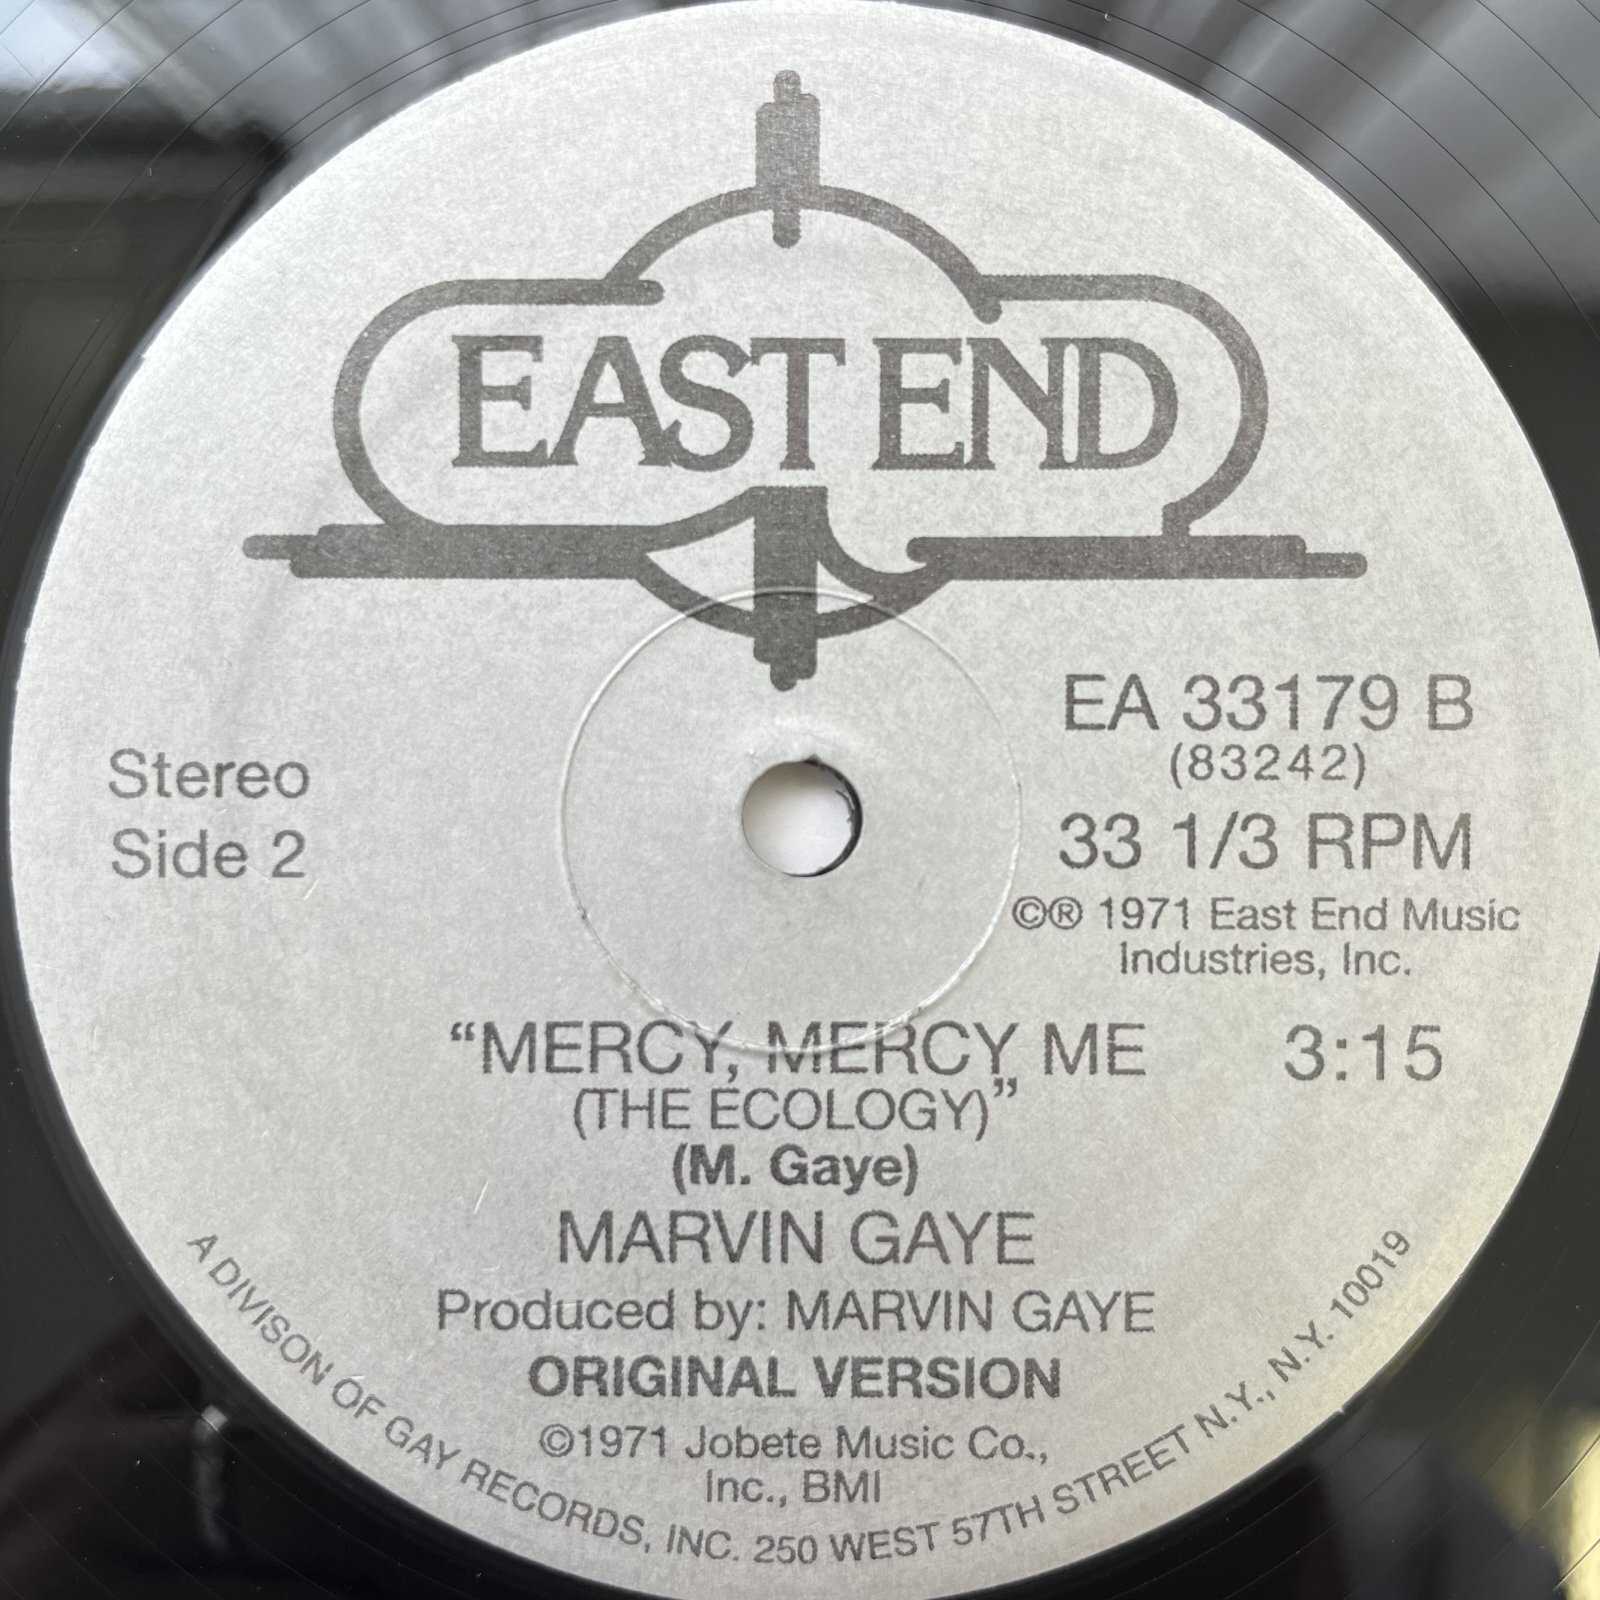 EAST END
EA 33179 B
(83242)
Stereo
Side 2
33 1/3 RPM
©® 1971 East End Music
Industries, Inc.
“MERCY, MERCY ME 3:15
(THE ECOLOGY)”
(M. Gaye)
MARVIN GAYE
Produced by: MARVIN GAYE
ORIGINAL VERSION
©1971 Jobete Music Co.,
Inc., BMI
A DIVISON OF GAY RECORDS, INC. 250 WEST 57TH STREET N.Y., N.Y. 10019